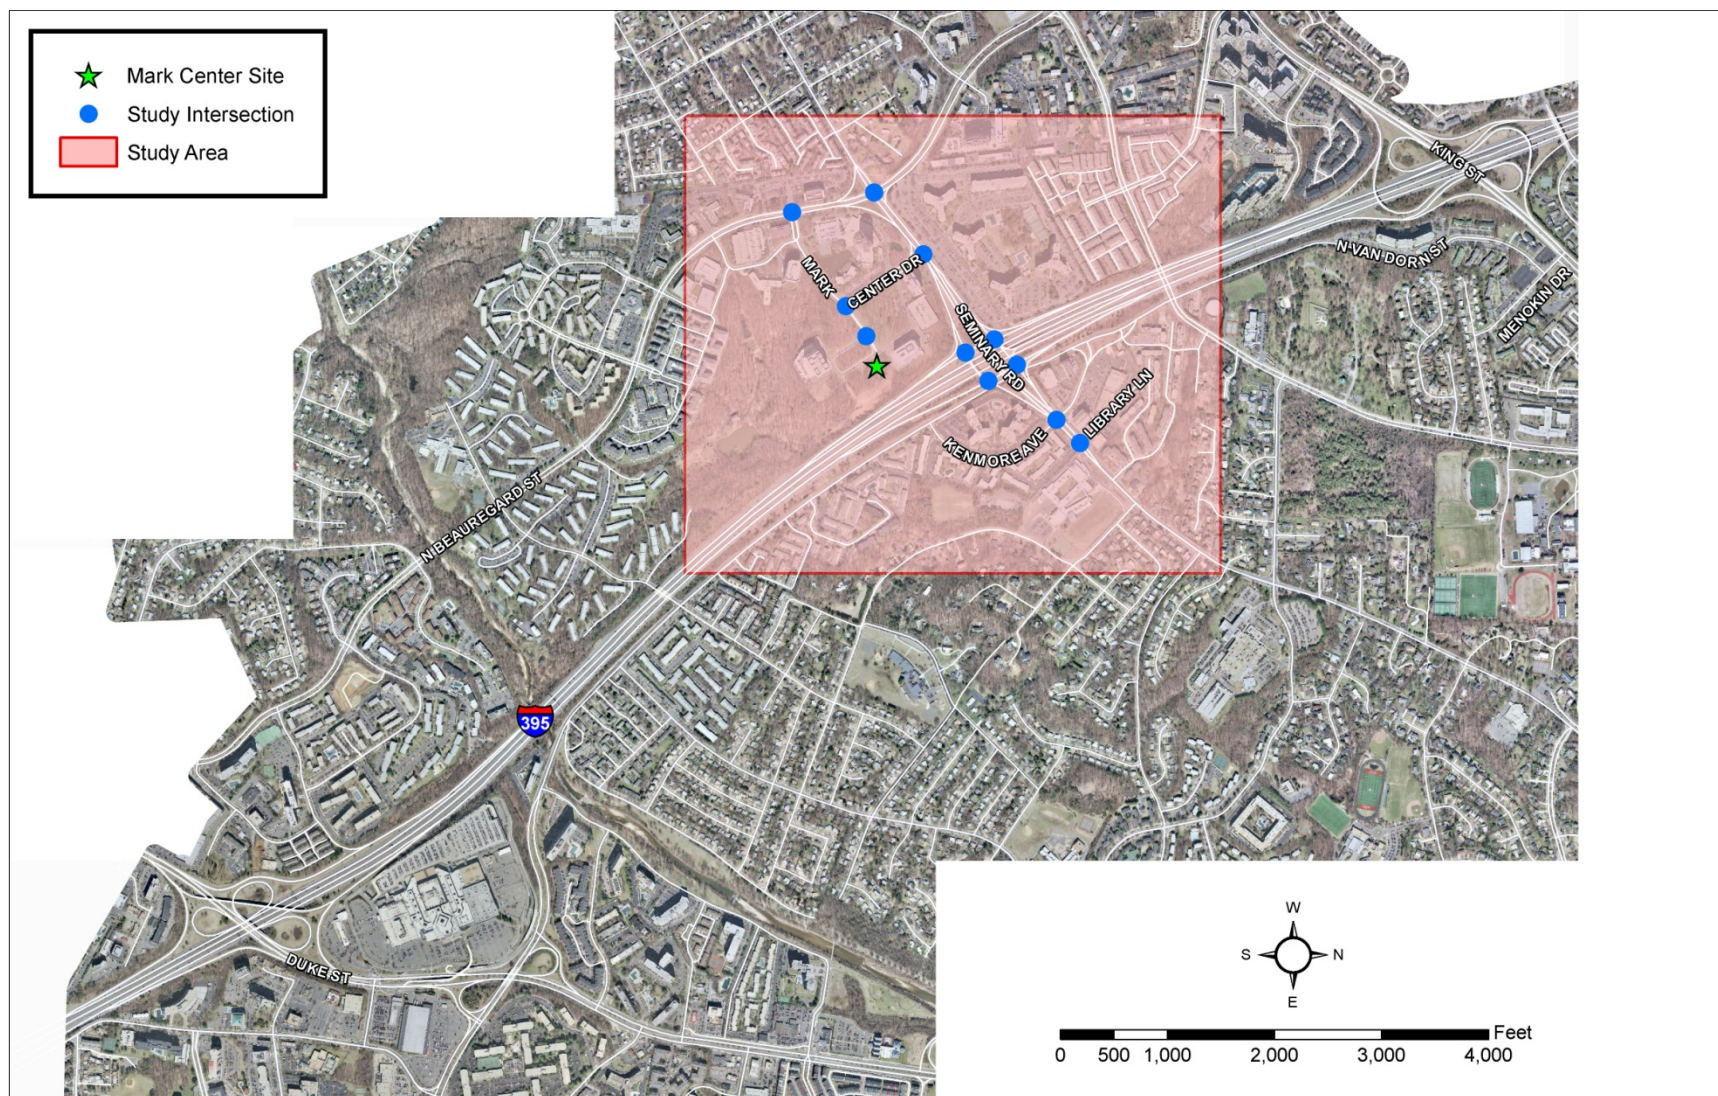 Mark Center Site
Study Intersection
Study Area
KING ST
N VAN DORN ST
MENOKIN DR
MARK
CENTER DR
SEMINARY RD
LIBRARY LN
KENMORE AVE
N BEAUREGARD ST
395
DUKE ST
W
S N
E
Feet
0 500 1,000 2,000 3,000 4,000